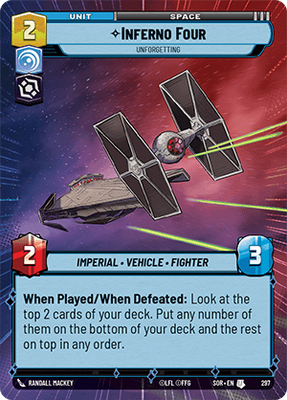 2
UNIT
SPACE
✧INFERNO FOUR
UNFORGETTING
2
3
IMPERIAL • VEHICLE • FIGHTER
When Played/When Defeated: Look at the
top 2 cards of your deck. Put any number of
them on the bottom of your deck and the rest
on top in any order.
RANDALL MACKEY
©LFL ©FFG
SOR • EN
297